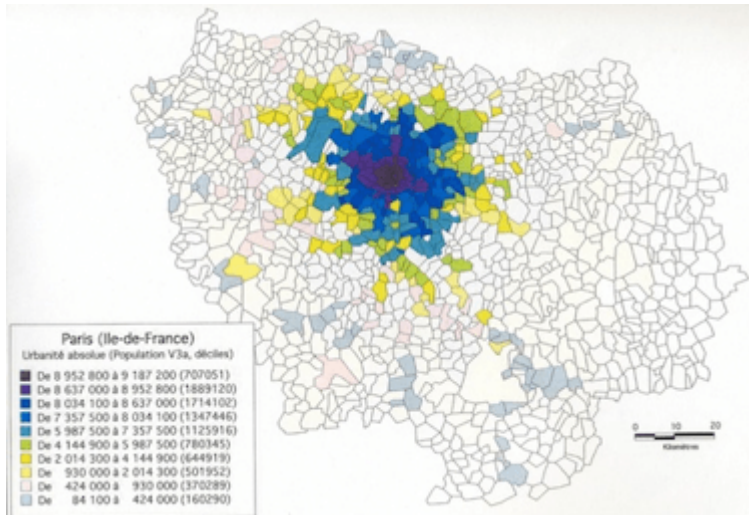 Paris (Ile-de-France)
Urbanité absolue (Population V3a, déciles)
De 8 952 800 à 9 187 200 (707051)
De 8 637 000 à 8 952 800 (1889120)
De 8 034 100 à 8 637 000 (1714102)
De 7 357 500 à 8 034 100 (1347446)
De 5 987 500 à 7 357 500 (1125916)
De 4 144 900 à 5 987 500 (780345)
De 2 014 300 à 4 144 900 (644919)
De 930 000 à 2 014 300 (501952)
De 424 000 à 930 000 (370289)
De 84 100 à 424 000 (160290)
0 10 20
Kilomètres